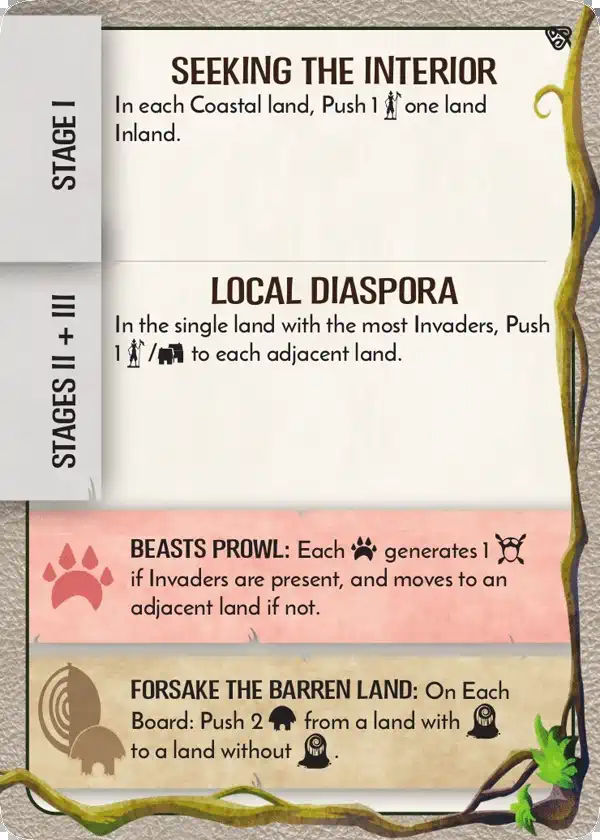 STAGE I
SEEKING THE INTERIOR
In each Coastal land, Push 1 one land
Inland.
STAGES II + III
LOCAL DIASPORA
In the single land with the most Invaders, Push
1 / to each adjacent land.
BEASTS PROWL: Each generates 1
if Invaders are present, and moves to an
adjacent land if not.
FORSAKE THE BARREN LAND: On Each
Board: Push 2 from a land with
to a land without .